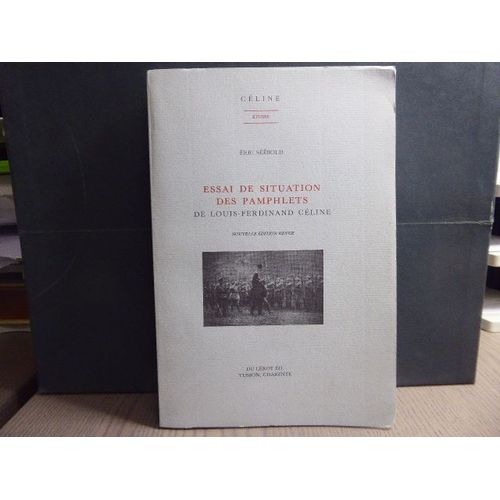 CÉLINE
ÉTUDES
ÉRIC SÉEBOLD
ESSAI DE SITUATION
DES PAMPHLETS
DE LOUIS-FERDINAND CÉLINE
NOUVELLE ÉDITION REVUE
DU LÉROT ÉD.
TUSSON, CHARENTE